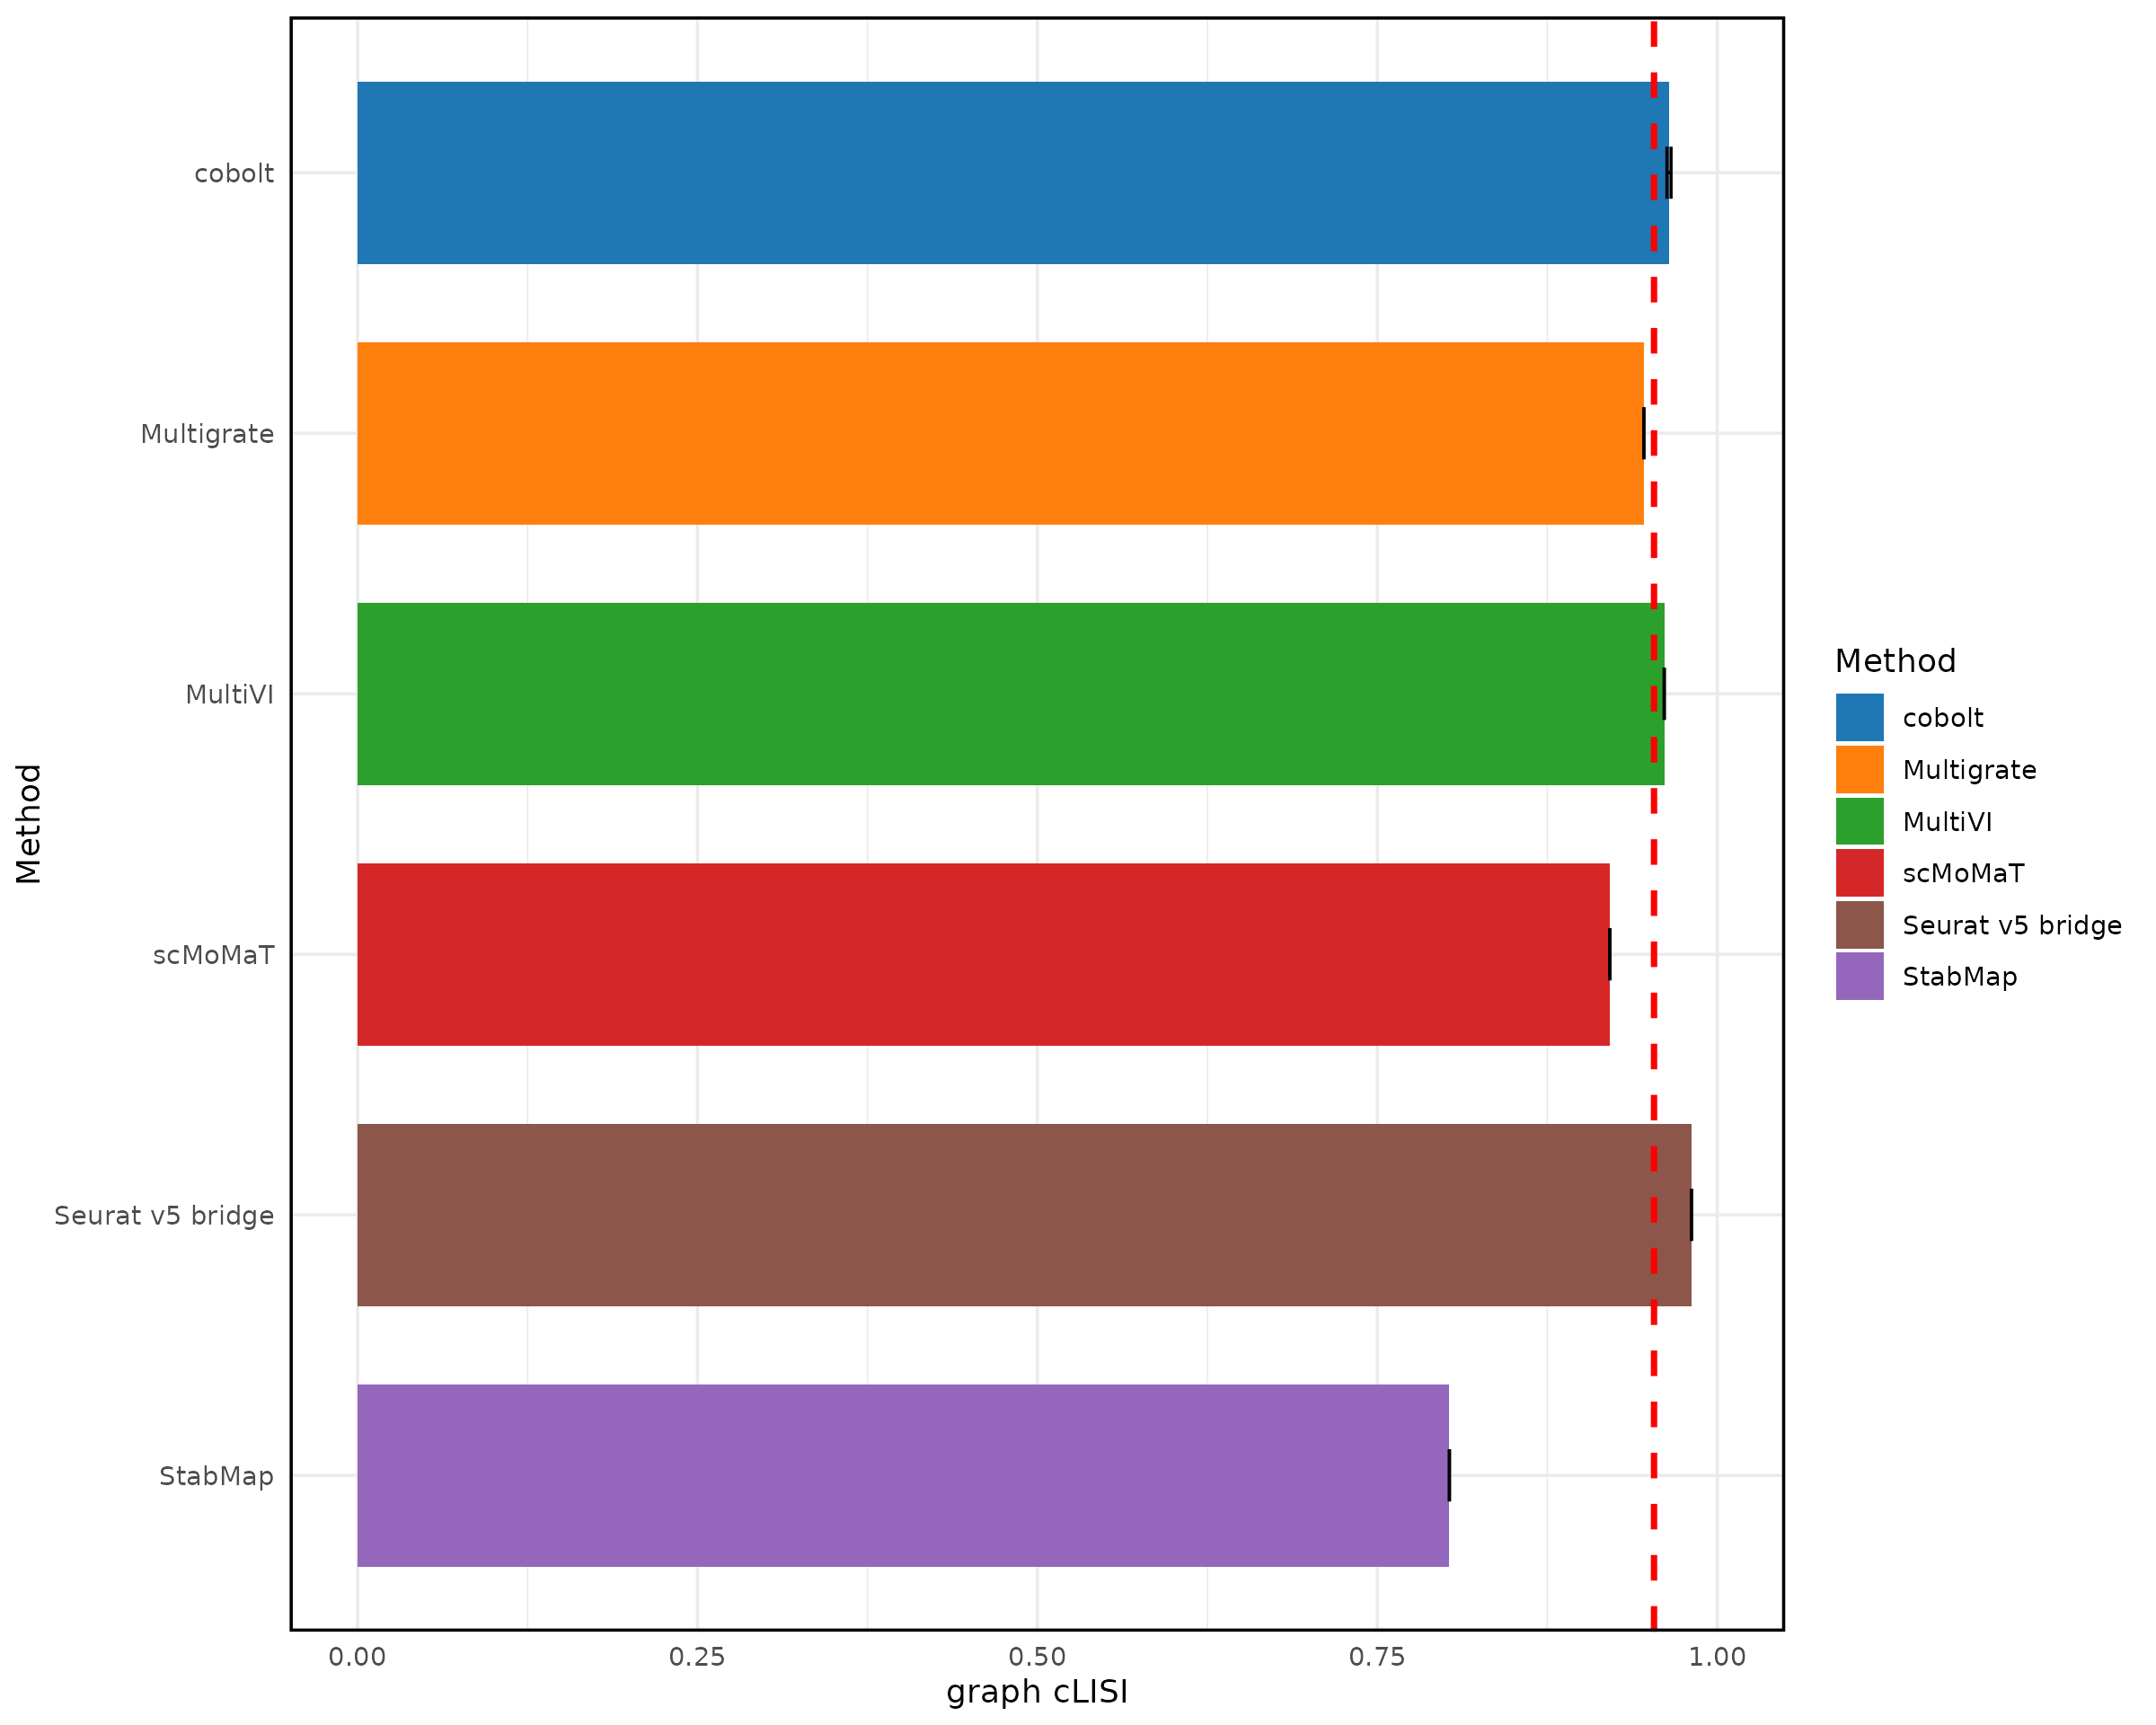 Method
cobolt
Multigrate
MultiVI
scMoMaT
Seurat v5 bridge
StabMap
0.00
0.25
0.50
0.75
1.00
graph cLISI
Method
cobolt
Multigrate
MultiVI
scMoMaT
Seurat v5 bridge
StabMap